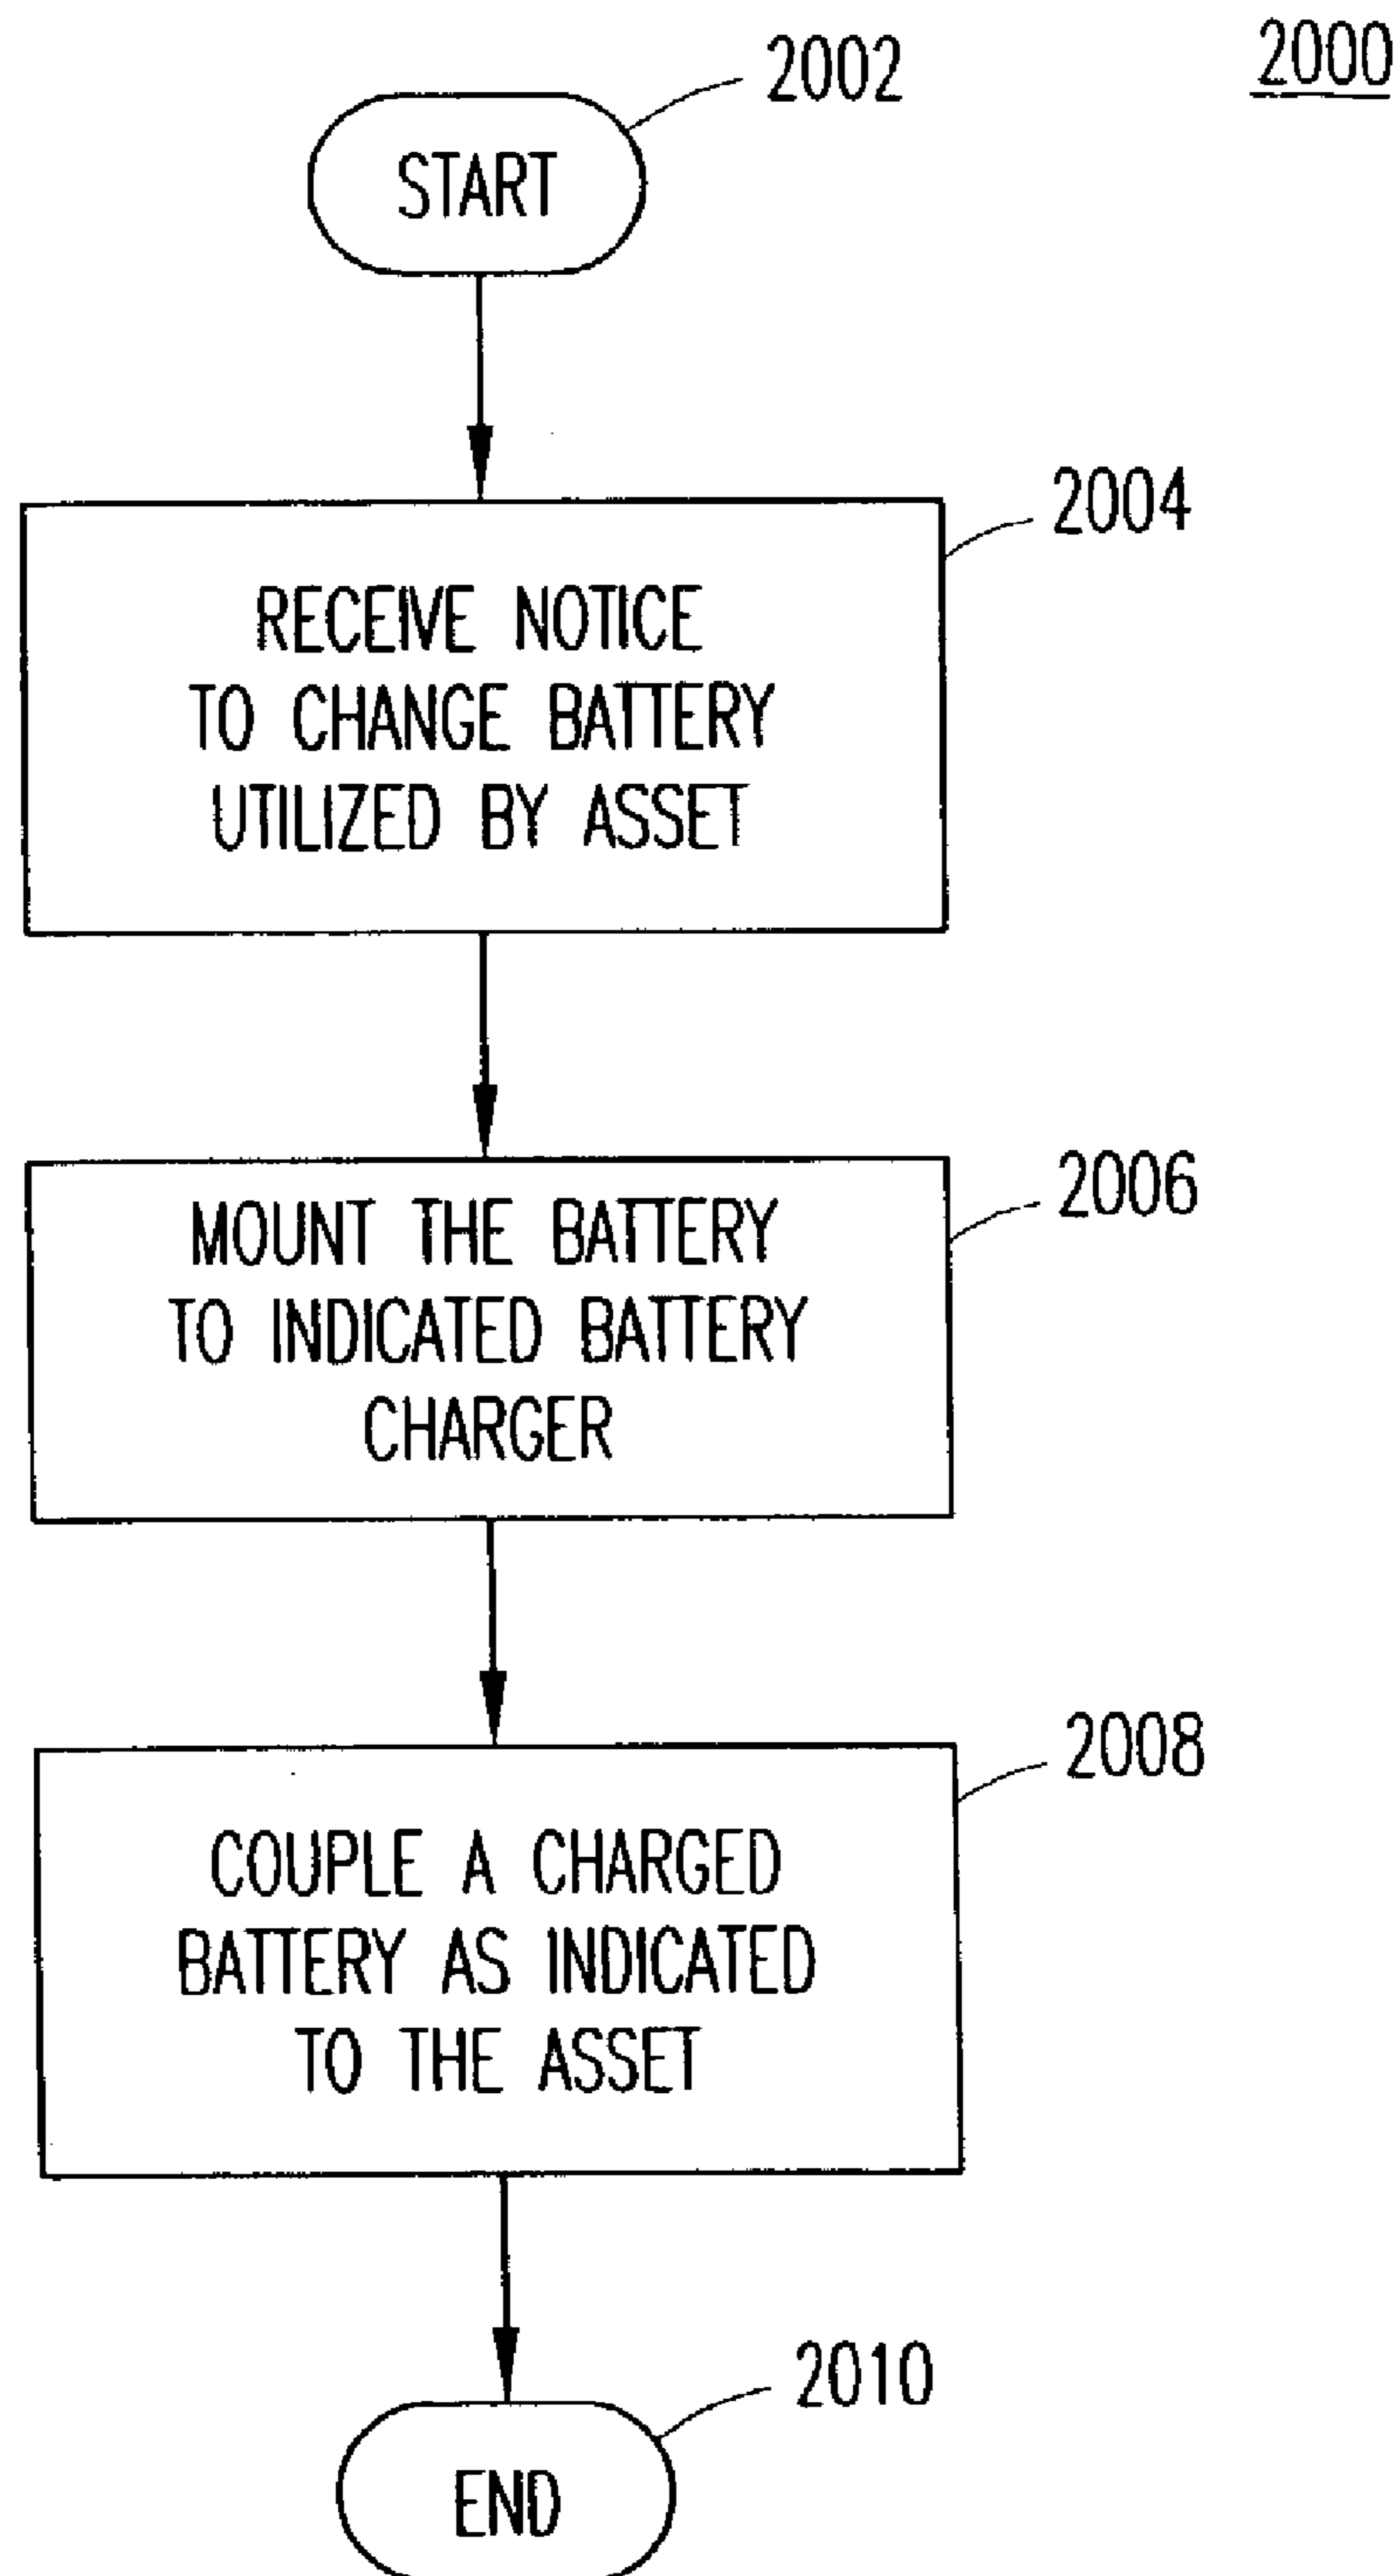 2000
2002
START
2004
RECEIVE NOTICE
TO CHANGE BATTERY
UTILIZED BY ASSET
2006
MOUNT THE BATTERY
TO INDICATED BATTERY
CHARGER
2008
COUPLE A CHARGED
BATTERY AS INDICATED
TO THE ASSET
2010
END